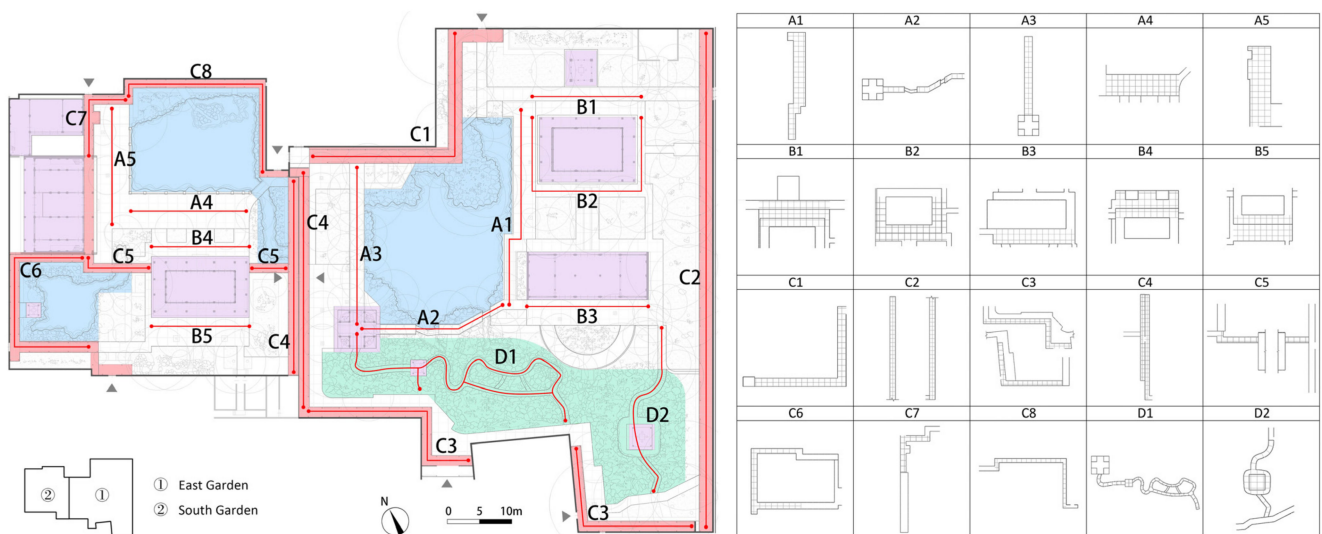 C8
C7
C1
B1
A5
B2
A4
C4
A1
B4
A3
C2
C6
C5
C5
B3
A2
B5
C4
D1
D2
C3
C3
① East Garden
② South Garden
② ①
N
0 5 10m
A1 A2 A3 A4 A5
B1 B2 B3 B4 B5
C1 C2 C3 C4 C5
C6 C7 C8 D1 D2